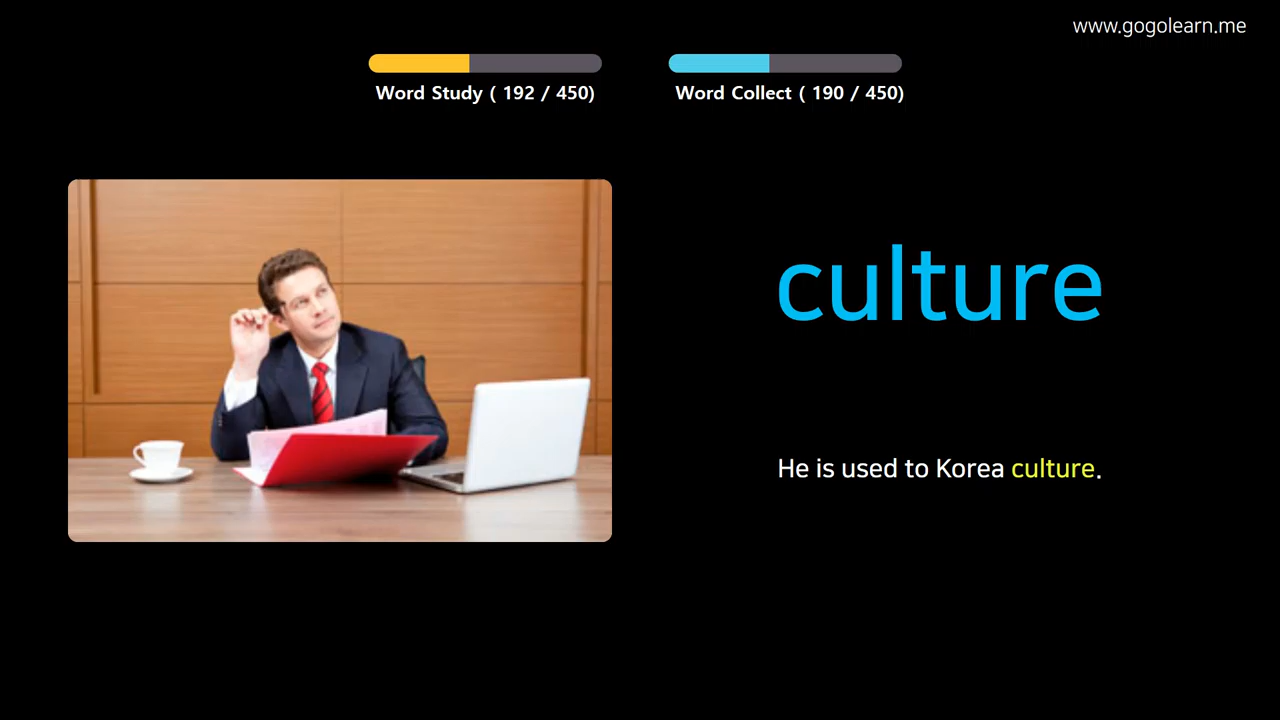 www.gogolearn.me
Word Study ( 192 / 450)
Word Collect ( 190 / 450)
culture
He is used to Korea culture.